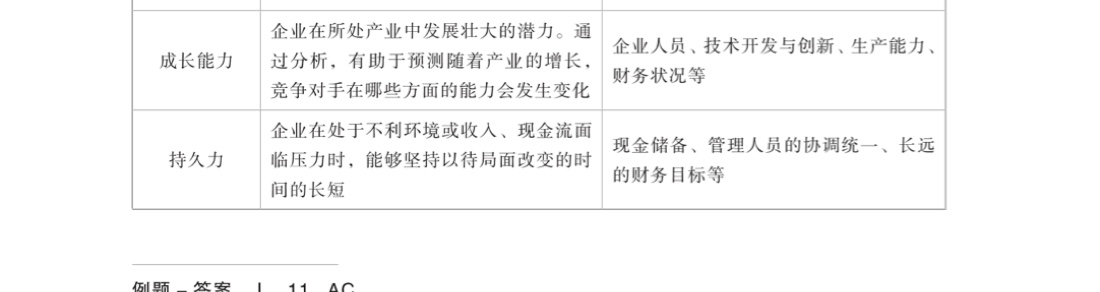 成长能力
企业在所处产业中发展壮大的潜力。通
过分析，有助于预测随着产业的增长，
竞争对手在哪些方面的能力会发生变化
企业人员、技术开发与创新、生产能力、
财务状况等
持久力
企业在处于不利环境或收入、现金流面
临压力时，能够坚持以待局面改变的时
间的长短
现金储备、管理人员的协调统一、长远
的财务目标等
例题－答案 | 11. AC